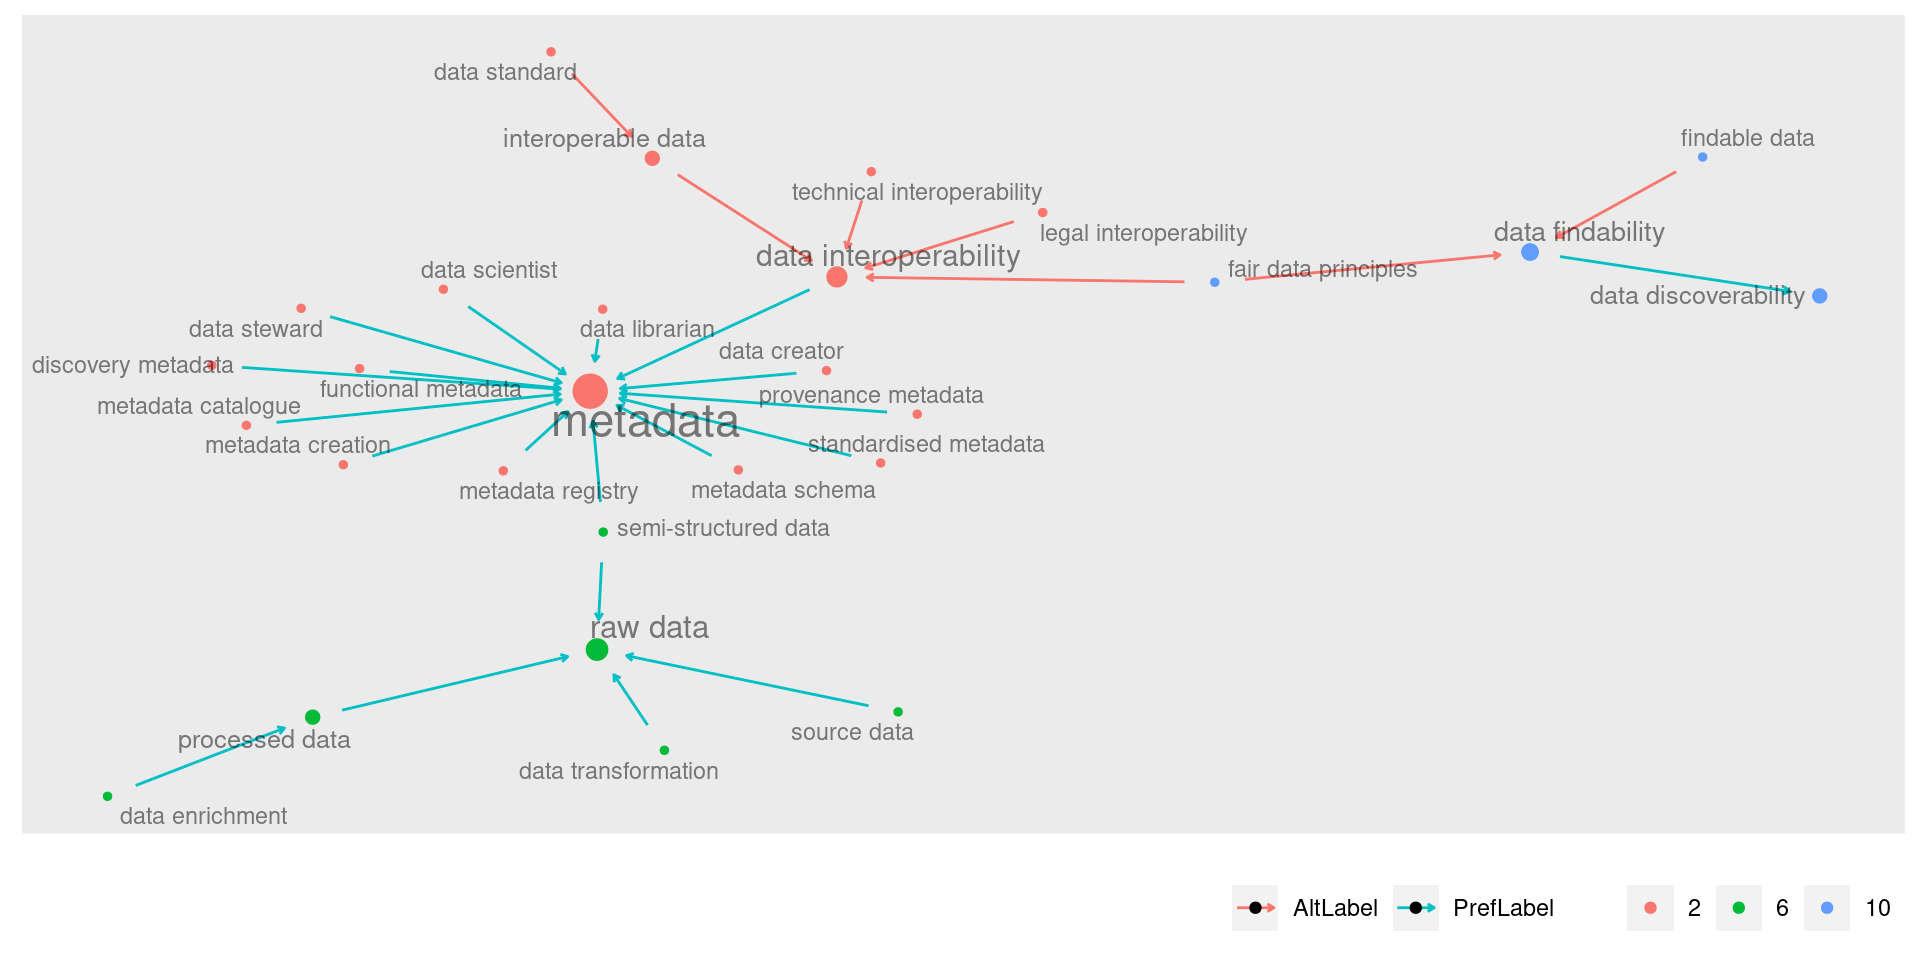 data standard
interoperable data
findable data
technical interoperability
legal interoperability
data findability
data interoperability
fair data principles
data scientist
data discoverability
data steward
data librarian
data creator
discovery metadata
functional metadata
provenance metadata
metadata catalogue
metadata
metadata creation
standardised metadata
metadata registry
metadata schema
semi-structured data
raw data
processed data
source data
data transformation
data enrichment
AltLabel
PrefLabel
2
6
10